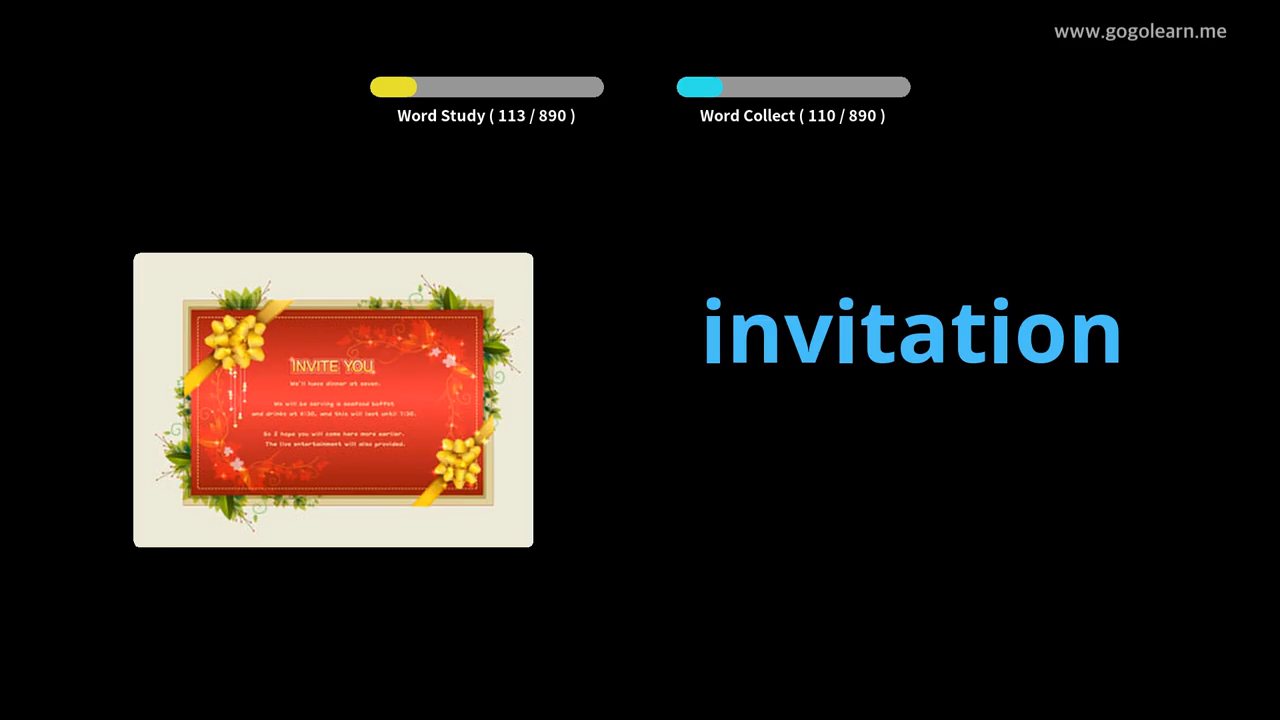 www.gogolearn.me
Word Study ( 113 / 890 )
Word Collect ( 110 / 890 )
invitation
INVITE YOU
We'll have dinner at seven.
We will be serving a seafood buffet
and drinks at 6:30, and this will last until 7:30.
So I hope you will come here more earlier.
The live entertainment will also provided.